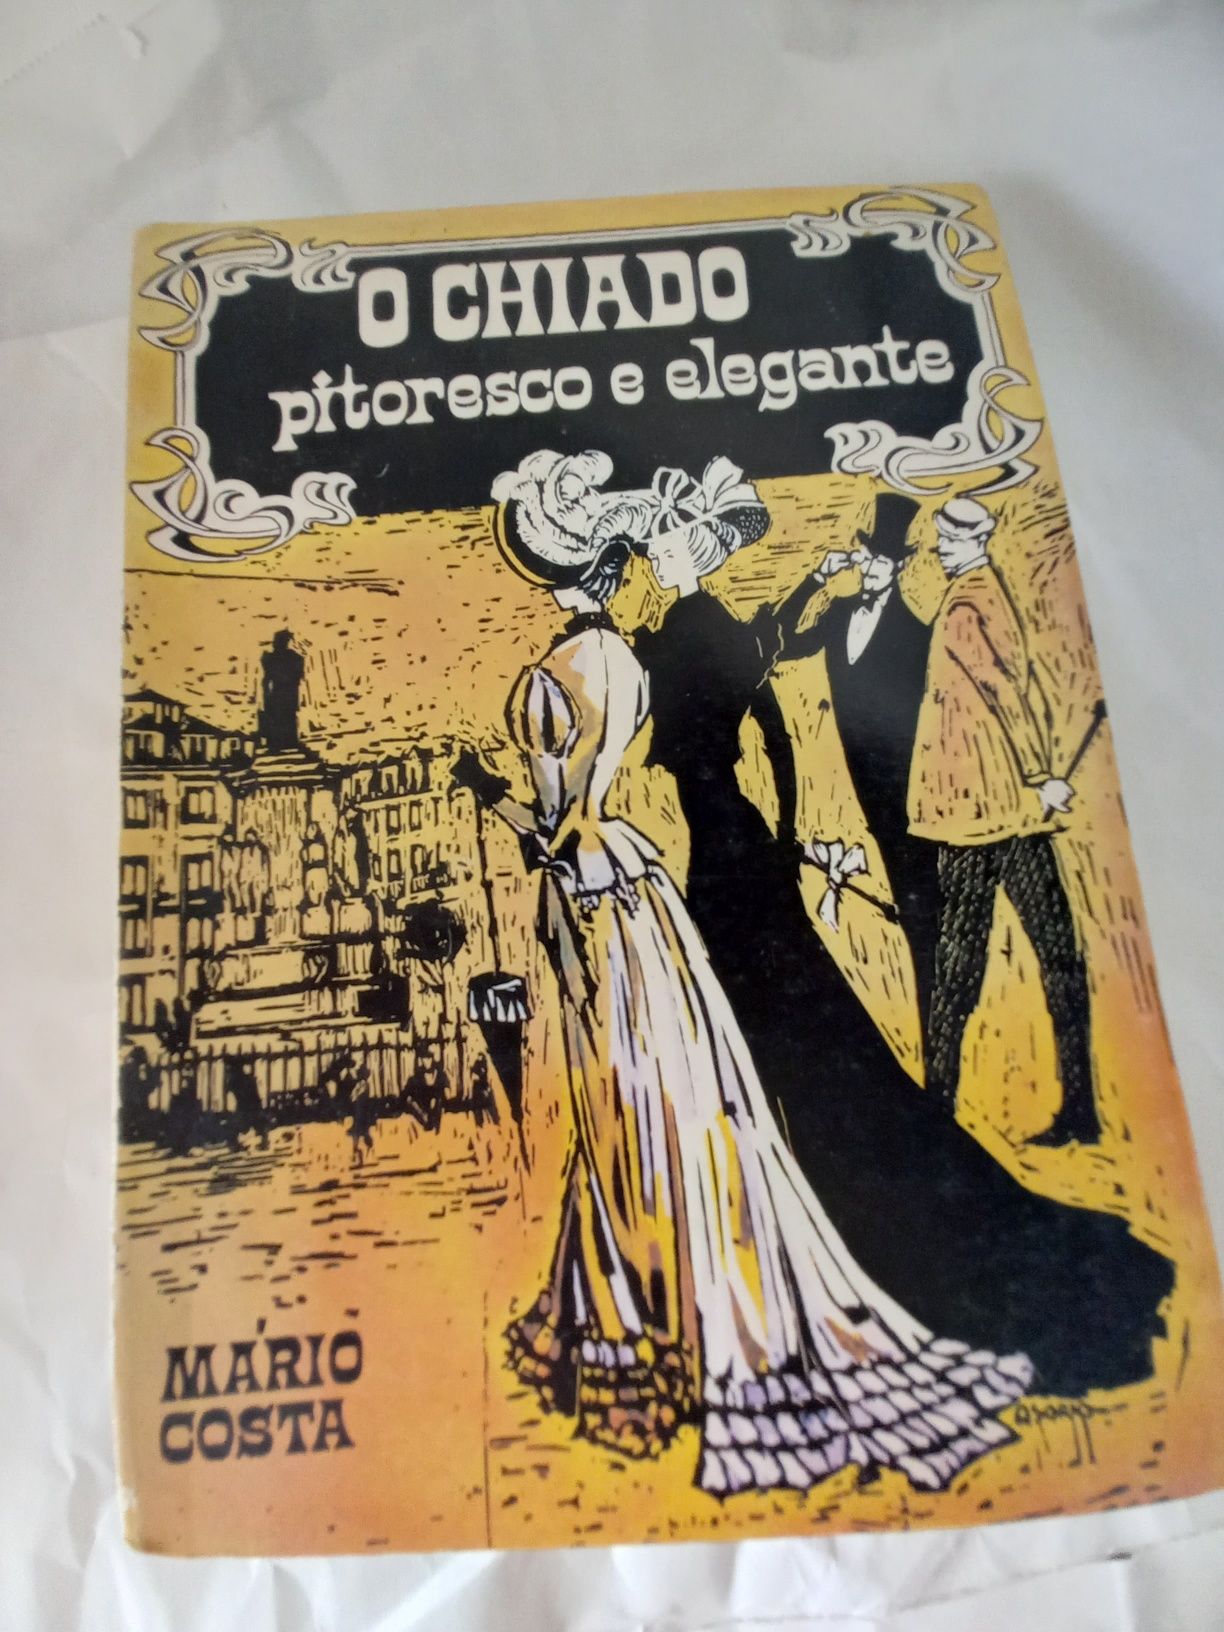 O CHIADO
pitoresco e elegante
MÁRIO
COSTA